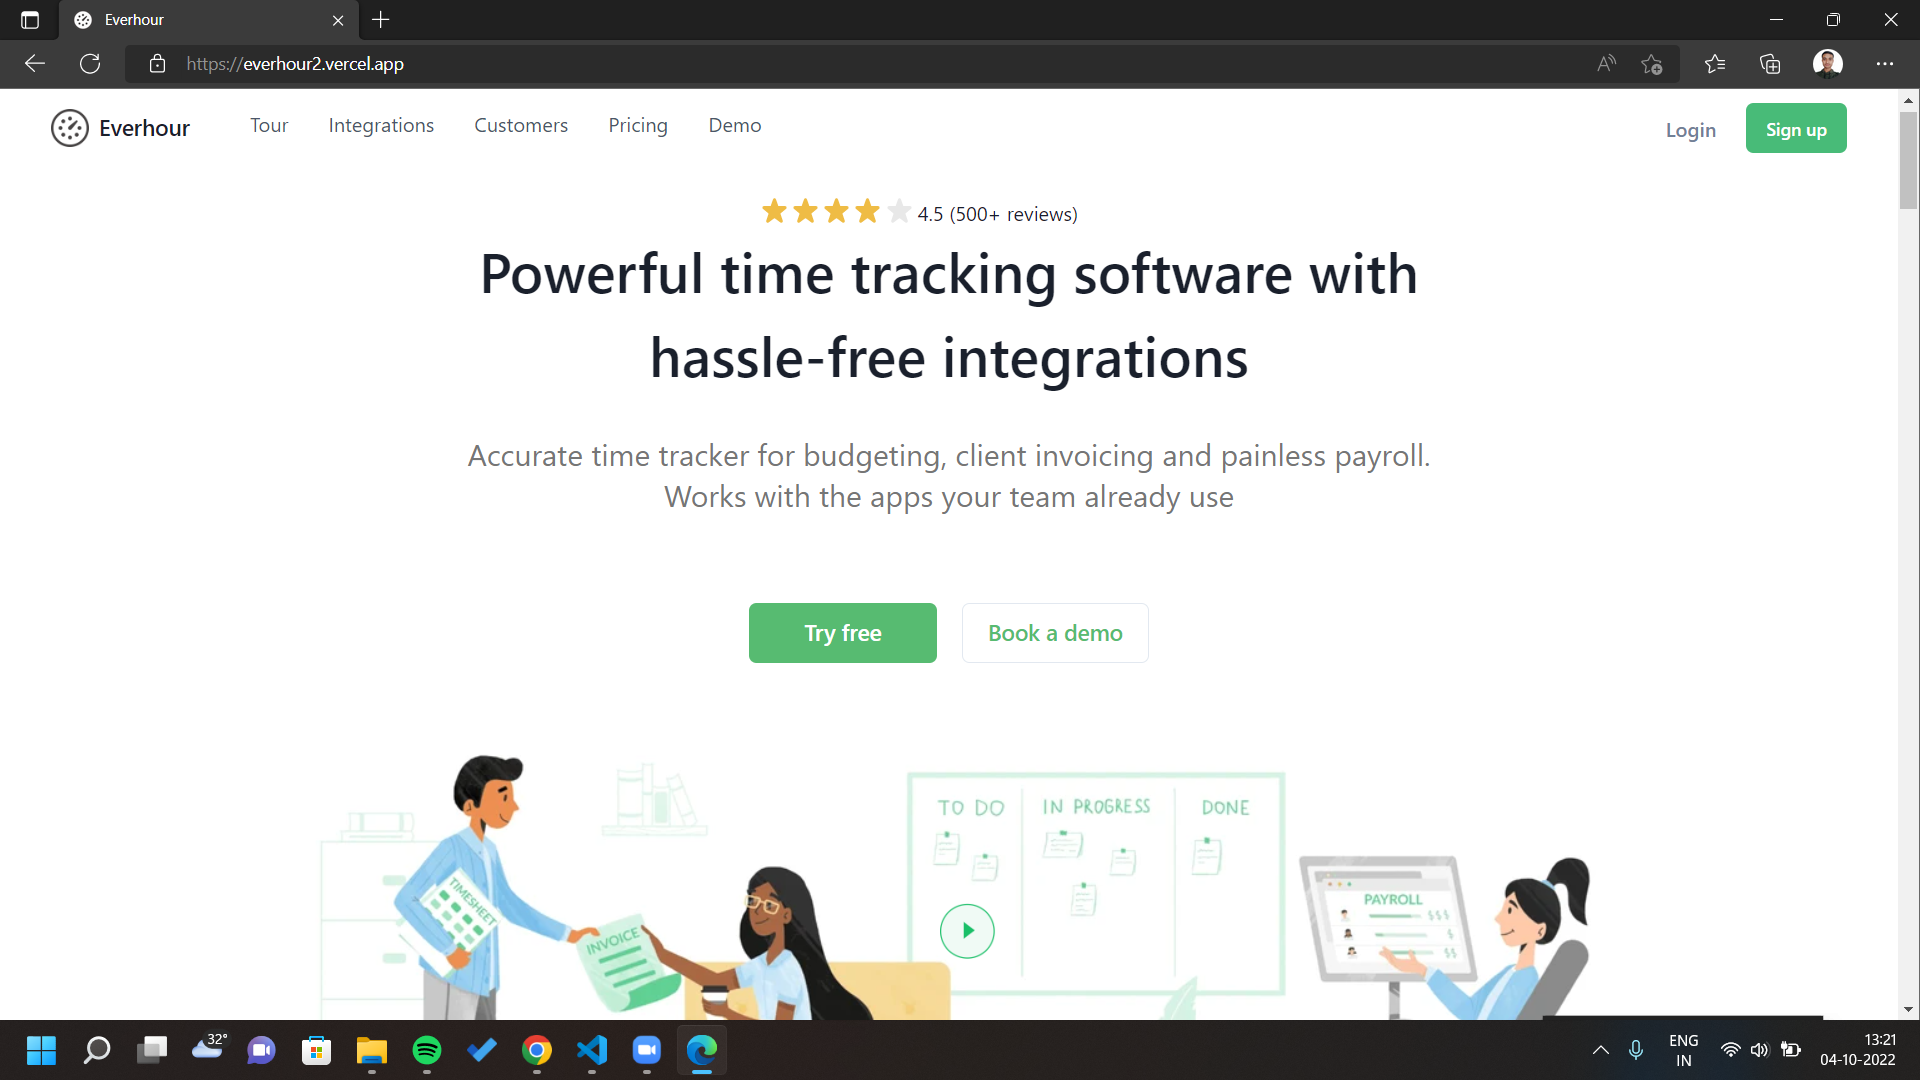 Everhour
https://everhour2.vercel.app
Everhour
Tour
Integrations
Customers
Pricing
Demo
Login
Sign up
4.5 (500+ reviews)
Powerful time tracking software with
hassle-free integrations
Accurate time tracker for budgeting, client invoicing and painless payroll.
Works with the apps your team already use
Try free
Book a demo
TO DO
IN PROGRESS
DONE
TIMESHEET
INVOICE
PAYROLL
$$$
$
$$
32°
ENG
IN
13:21
04-10-2022